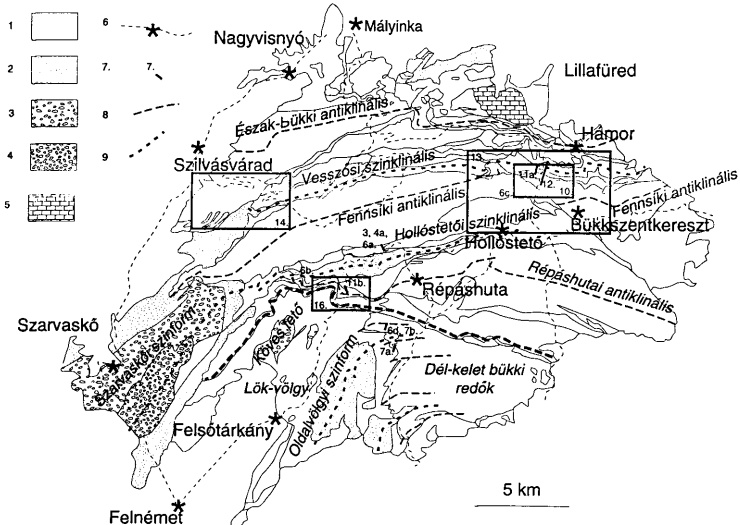 1
2
3
4
5
6
7.
7.
8
9
Nagyvisnyó
Mályinka
Lillafüred
Észak-bükki antiklinális
Hámor
Szilvásvárad
Vesszősi szinklinális
13.
11a.
12.
10.
6c
Fennsíki antiklinális
Fennsíki antiklinális
Bükkszentkereszt
14.
3, 4a,
6a.
Hollóstetői szinklinális
Hollóstető
6b
11b.
16.
Répáshuta
Répáshutai antiklinális
Szarvaskő
Szarvaskői szinform
Köves tető
6d, 7b.
7a
Dél-kelet bükki
redők
Lök-völgy
Oldalvölgyi szinform
Felsőtárkány
Felnémet
5 km